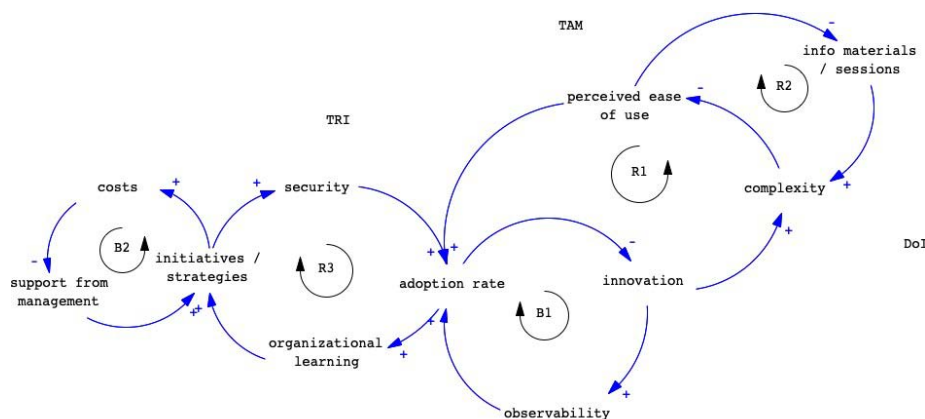 TAM
-
info materials
/ sessions
R2
perceived ease
of use
-
TRI
R1
costs
+
+
security
complexity
+
+
B2
initiatives /
strategies
R3
+
+
-
DoI
-
support from
management
adoption rate
innovation
++
organizational
learning
+
+
B1
+
observability